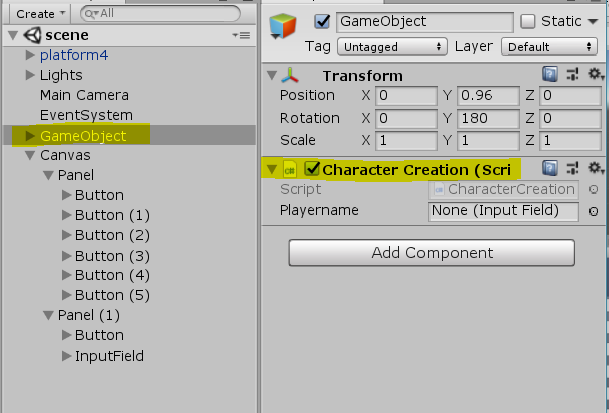 Create
All
scene
platform4
Lights
Main Camera
EventSystem
GameObject
Canvas
Panel
Button
Button (1)
Button (2)
Button (3)
Button (4)
Button (5)
Panel (1)
Button
InputField
GameObject Static
Tag Untagged Layer Default
Transform
Position X 0 Y 0.96 Z 0
Rotation X 0 Y 180 Z 0
Scale X 1 Y 1 Z 1
C# Character Creation (Scri
Script CharacterCreation
Playername None (Input Field)
Add Component